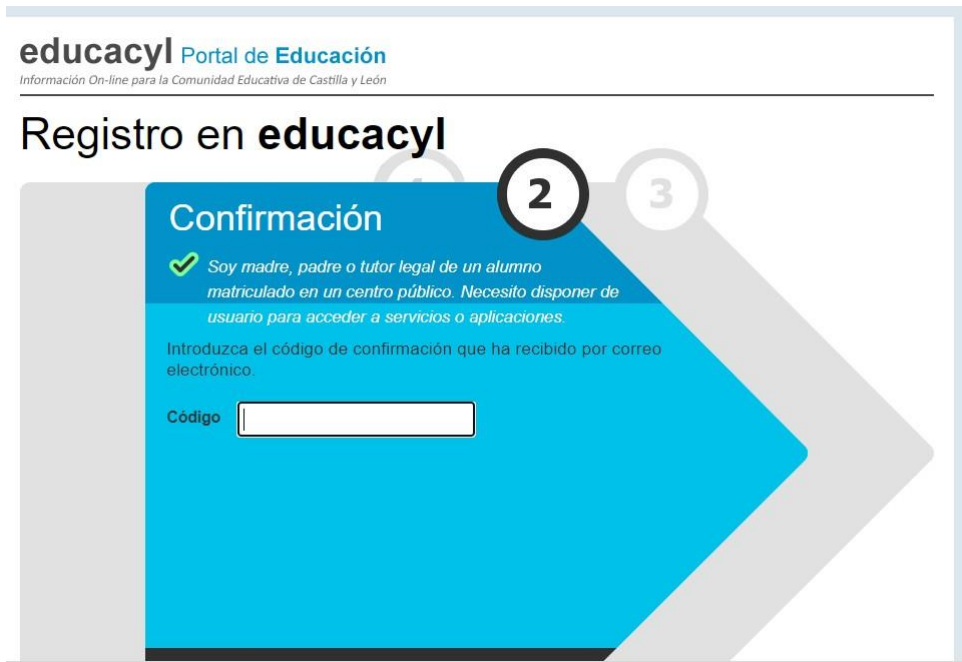 educacyl Portal de Educación
Información On-line para la Comunidad Educativa de Castilla y León
Registro en educacyl
2
3
Confirmación
Soy madre, padre o tutor legal de un alumno
matriculado en un centro público. Necesito disponer de
usuario para acceder a servicios o aplicaciones.
Introduzca el código de confirmación que ha recibido por correo
electrónico.
Código